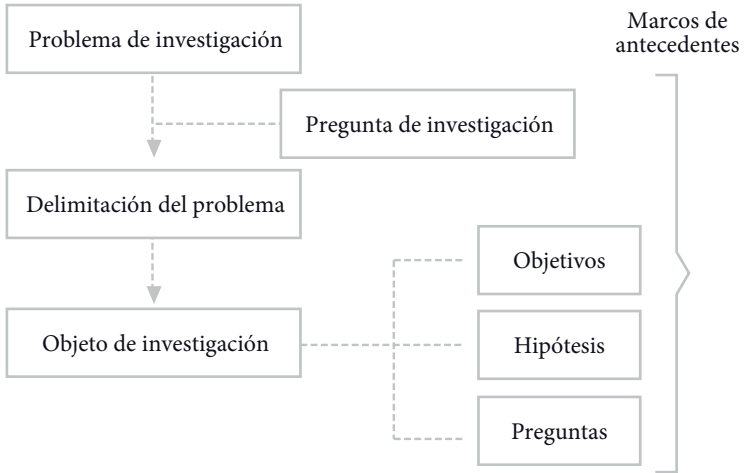 Marcos de
antecedentes
Problema de investigación
Pregunta de investigación
Delimitación del problema
Objetivos
Objeto de investigación
Hipótesis
Preguntas